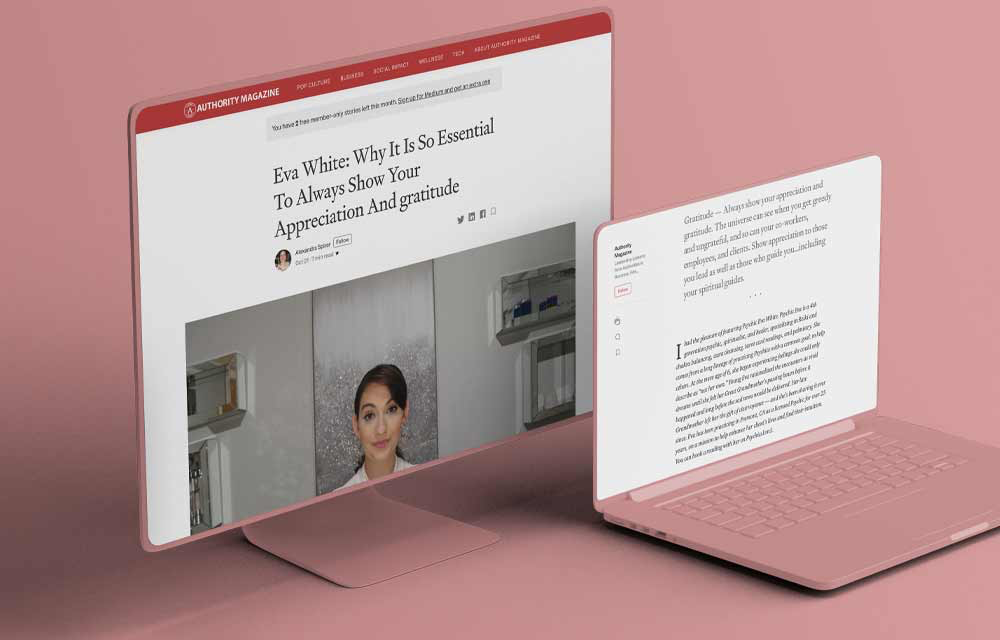 AUTHORITY MAGAZINE
POP CULTURE BUSINESS SOCIAL IMPACT WELLNESS TECH ABOUT AUTHORITY MAGAZINE
You have 2 free member-only stories left this month. Sign up for Medium and get an extra one
Eva White: Why It Is So Essential
To Always Show Your
Appreciation And gratitude
Alexandra Spirer Follow
Oct 21 · 7 min read
Authority
Magazine
Follow
Gratitude — Always show your appreciation and
gratitude. The universe can see when you get greedy
and ungrateful, and so can your co-workers,
employees, and clients. Show appreciation to those
you lead as well as those who guide you...including
your spiritual guides.
. . .
I had the pleasure of featuring Psychic Eva White. Psychic Eva is a 4th
generation psychic, spiritualist, and healer, specializing in Reiki and
chakra balancing, aura cleansing, tarot card readings, and palmistry. She
comes from a long lineage of practicing Psychics with a common goal, to help
others. At the mere age of 6, she began experiencing feelings she could only
describe as "not her own." Young Eva rationalized the encounters as vivid
dreams until she felt her Great Grandmother's passing hours before it
happened and long before the sad news would be delivered. Her late
Grandmother left her the gift of clairvoyance — and she's been sharing it ever
since. Eva has been practicing in Fremont, CA as a licensed Psychic for over 25
years, on a mission to help enhance her client's lives and find their intuition.
You can book a reading with her on